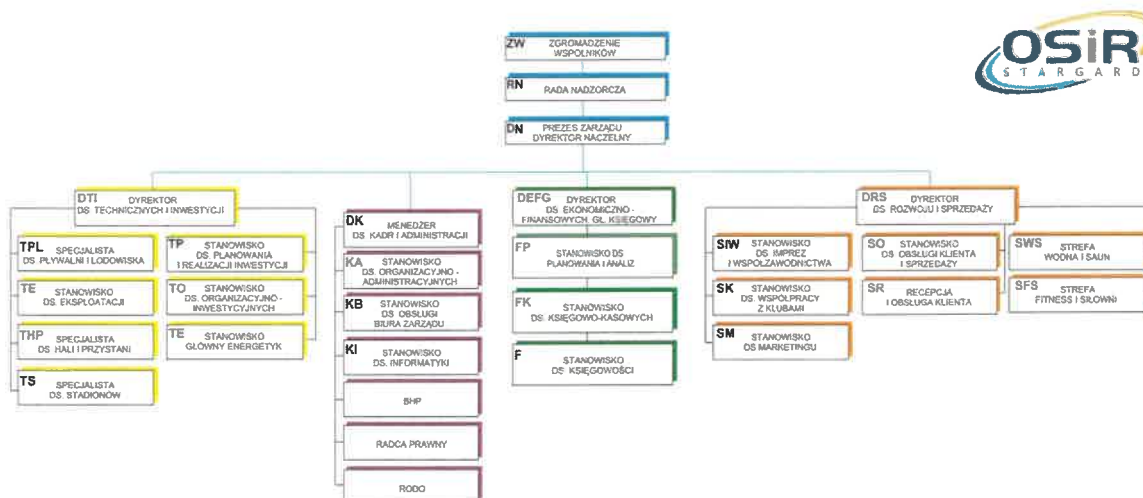 ZW ZGROMADZENIE
WSPÓLNIKÓW
OSiR
STARGARD
RN RADA NADZORCZA
DN PREZES ZARZĄDU
DYREKTOR NACZELNY
DTI DYREKTOR
DS. TECHNICZNYCH I INWESTYCJI
TPL SPECJALISTA
DS. PŁYWALNI I LODOWISKA
TE STANOWISKO
DS. EKSPLOATACJI
THP SPECJALISTA
DS. HALI I PRZYSTANI
TS SPECJALISTA
DS. STADIONÓW
TP STANOWISKO
DS. PLANOWANIA
I REALIZACJI INWESTYCJI
TO STANOWISKO
DS. ORGANIZACYJNO-
INWESTYCYJNYCH
TE STANOWISKO
GŁÓWNY ENERGETYK
DK MENEDŻER
DS. KADR I ADMINISTRACJI
KA STANOWISKO
DS. ORGANIZACYJNO -
ADMINISTRACYJNYCH
KB STANOWISKO
DS. OBSŁUGI
BIURA ZARZĄDU
KI STANOWISKO
DS. INFORMATYKI
BHP
RADCA PRAWNY
RODO
DEFG DYREKTOR
DS. EKONOMICZNO -
FINANSOWYCH, GŁ. KSIĘGOWY
FP STANOWISKO DS
PLANOWANIA I ANALIZ
FK STANOWISKO
DS. KSIĘGOWO-KASOWYCH
F STANOWISKO
DS. KSIĘGOWOŚCI
DRS DYREKTOR
DS. ROZWOJU I SPRZEDAŻY
SIW STANOWISKO
DS. IMPREZ
I WSPÓŁZAWODNICTWA
SK STANOWISKO
DS. WSPÓŁPRACY
Z KLUBAMI
SM STANOWISKO
DS MARKETINGU
SO STANOWISKO
DS. OBSŁUGI KLIENTA
I SPRZEDAŻY
SR RECEPCJA
I OBSŁUGA KLIENTA
SWS STREFA
WODNA I SAUN
SFS STREFA
FITNESS I SIŁOWNI